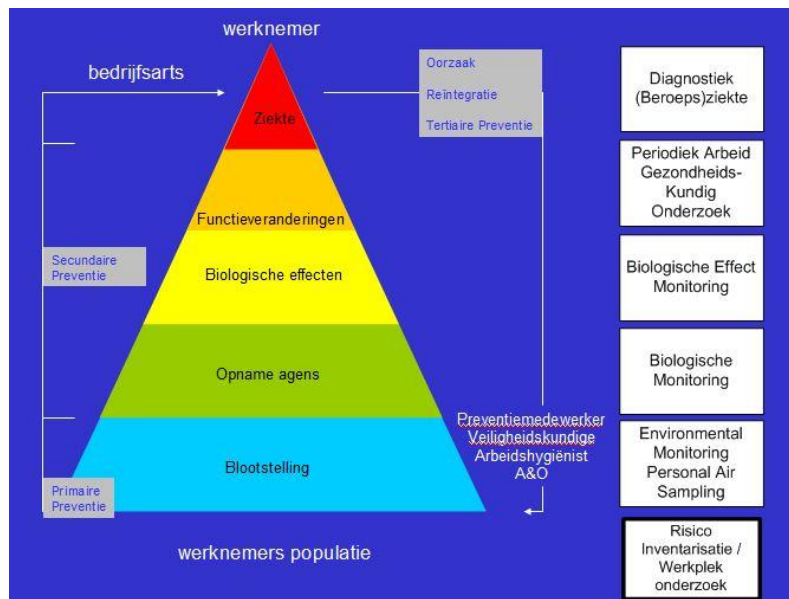 werknemer
bedrijfsarts
Oorzaak
Reïntegratie
Tertiaire Preventie
Ziekte
Functieveranderingen
Secundaire
Preventie
Biologische effecten
Opname agens
Preventiemedewerker
Veiligheidskundige
Arbeidshygiënist
A&O
Blootstelling
Primaire
Preventie
werknemers populatie
Diagnostiek
(Beroeps)ziekte
Periodiek Arbeid
Gezondheids-
Kundig
Onderzoek
Biologische Effect
Monitoring
Biologische
Monitoring
Environmental
Monitoring
Personal Air
Sampling
Risico
Inventarisatie /
Werkplek
onderzoek